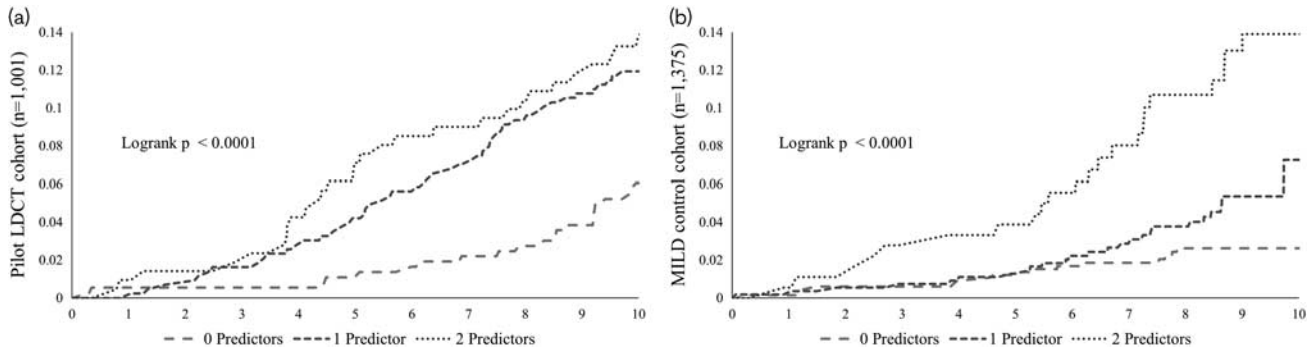 (a)
Pilot LDCT cohort (n=1,001)
0.14
0.12
0.1
0.08
0.06
0.04
0.02
0
Logrank p < 0.0001
0 1 2 3 4 5 6 7 8 9 10
0 Predictors 1 Predictor 2 Predictors
(b)
MILD control cohort (n=1,375)
0.14
0.12
0.1
0.08
0.06
0.04
0.02
0
Logrank p < 0.0001
0 1 2 3 4 5 6 7 8 9 10
0 Predictors 1 Predictor 2 Predictors